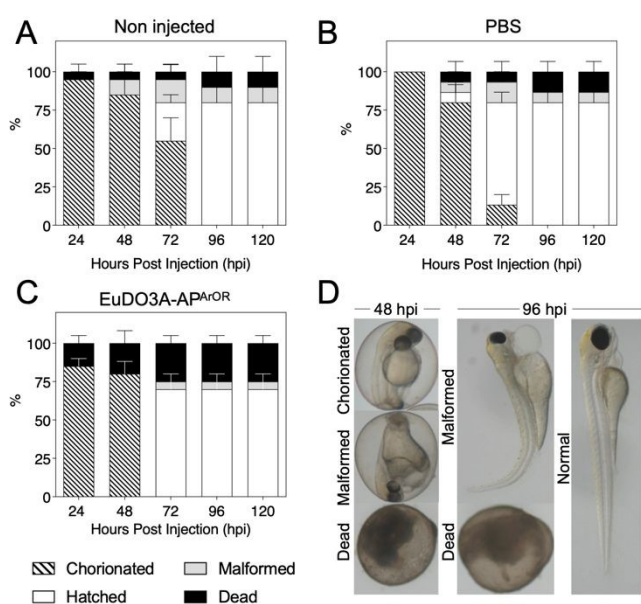 A
Non injected
100
75
50
25
0
%
24 48 72 96 120
Hours Post Injection (hpi)
B
PBS
100
75
50
25
0
%
24 48 72 96 120
Hours Post Injection (hpi)
C
EuDO3A-APArOR
100
75
50
25
0
%
24 48 72 96 120
Hours Post Injection (hpi)
Chorionated
Malformed
Hatched
Dead
D
48 hpi
96 hpi
Chorionated
Malformed
Dead
Malformed
Dead
Normal